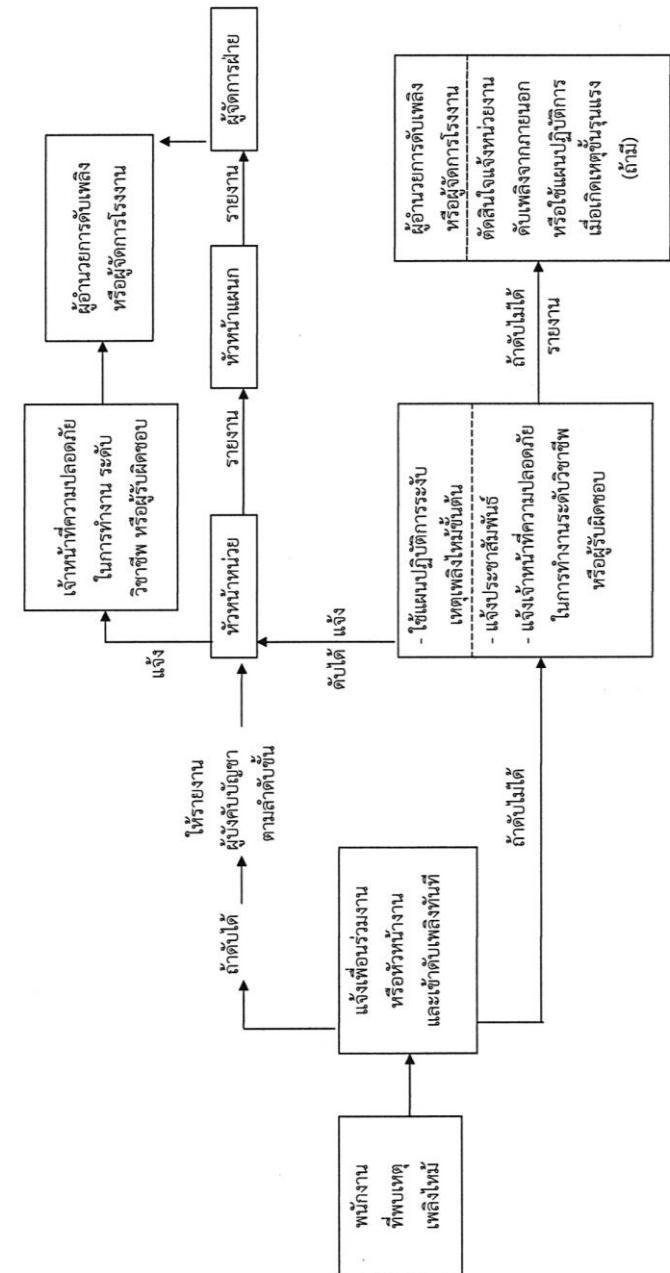 พนักงาน
ที่พบเหตุ
เพลิงไหม้
แจ้งเพื่อนร่วมงาน
หรือหัวหน้างาน
และเข้าดับเพลิงทันที
ถ้าดับได้
ให้รายงาน
ผู้บังคับบัญชา
ตามลำดับขั้น
หัวหน้าหน่วย
แจ้ง
เจ้าหน้าที่ความปลอดภัย
ในการทำงาน ระดับ
วิชาชีพ หรือผู้รับผิดชอบ
ผู้อำนวยการดับเพลิง
หรือผู้จัดการโรงงาน
รายงาน
หัวหน้าแผนก
รายงาน
ผู้จัดการฝ่าย
ถ้าดับไม่ได้
- ใช้แผนปฏิบัติการระงับ
เหตุเพลิงไหม้ขั้นต้น
- แจ้งประชาสัมพันธ์
- แจ้งเจ้าหน้าที่ความปลอดภัย
ในการทำงานระดับวิชาชีพ
หรือผู้รับผิดชอบ
ดับได้ แจ้ง
ถ้าดับไม่ได้
รายงาน
ผู้อำนวยการดับเพลิง
หรือผู้จัดการโรงงาน
ตัดสินใจแจ้งหน่วยงาน
ดับเพลิงจากภายนอก
หรือใช้แผนปฏิบัติการ
เมื่อเกิดเหตุขั้นรุนแรง
(ถ้ามี)